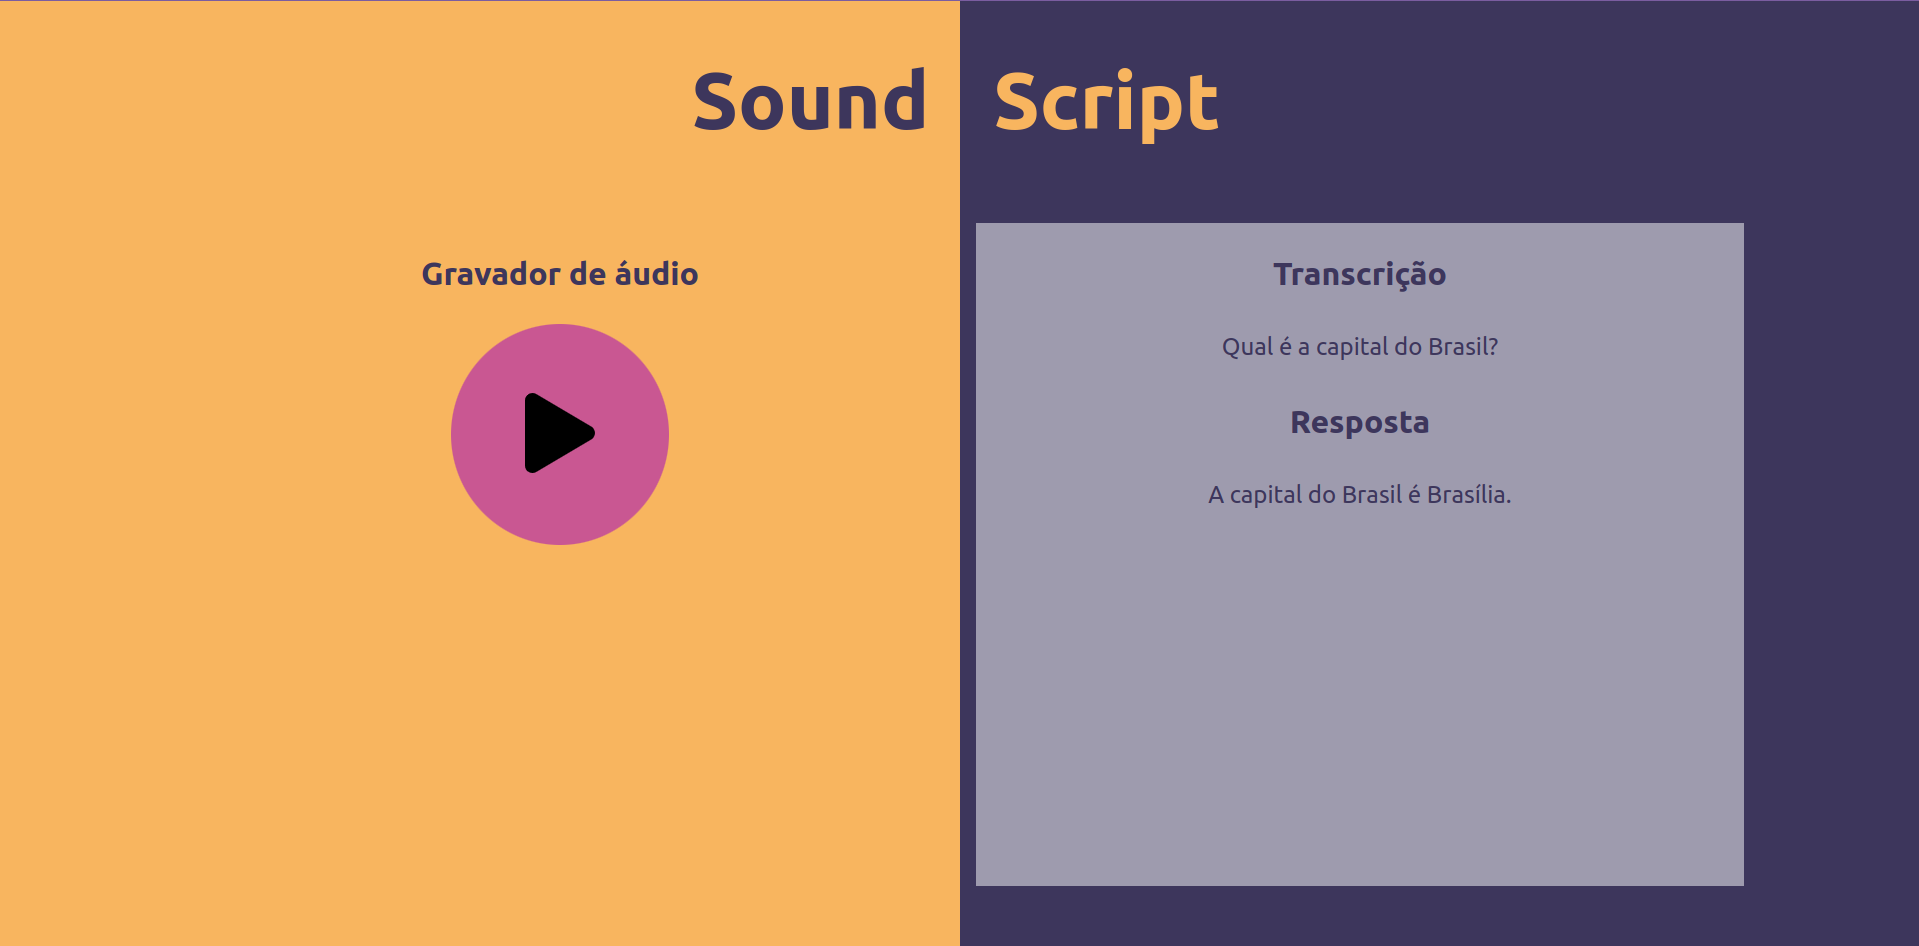 Sound Script
Gravador de áudio
Transcrição
Qual é a capital do Brasil?
Resposta
A capital do Brasil é Brasília.